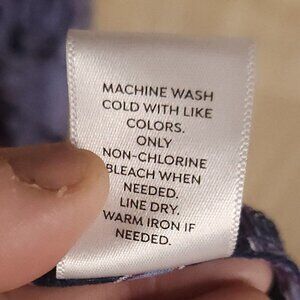 MACHINE WASH
COLD WITH LIKE
COLORS.
ONLY
NON-CHLORINE
BLEACH WHEN
NEEDED.
LINE DRY.
WARM IRON IF
NEEDED.